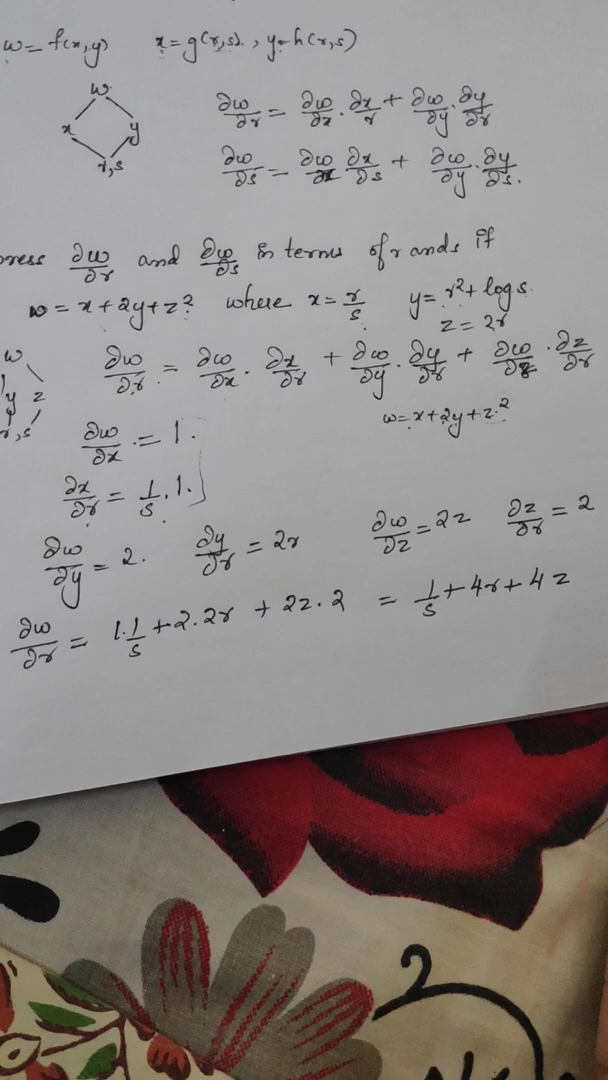 w = f(x,y)   x = g(r,s). , y = h(r,s)
w
x   y
r,s
∂w/∂r = ∂w/∂x . ∂x/r + ∂w/∂y . ∂y/∂r
∂w/∂s = ∂w/∂x ∂x/∂s + ∂w/∂y . ∂y/∂s.
press ∂w/∂r and ∂w/∂s in terms of r and s if
w = x + 2y + z² where x = r/s   y = r² + log s.
z = 2r
w
y z
r,s
∂w/∂r = ∂w/∂x . ∂x/∂r + ∂w/∂y . ∂y/∂r + ∂w/∂z . ∂z/∂r
w = x + 2y + z²
∂w/∂x = 1.
∂x/∂r = 1/s . 1.
∂w/∂y = 2.   ∂y/∂r = 2r   ∂w/∂z = 2z   ∂z/∂r = 2
∂w/∂r = 1.1/s + 2.2r + 2z.2 = 1/s + 4r + 4z